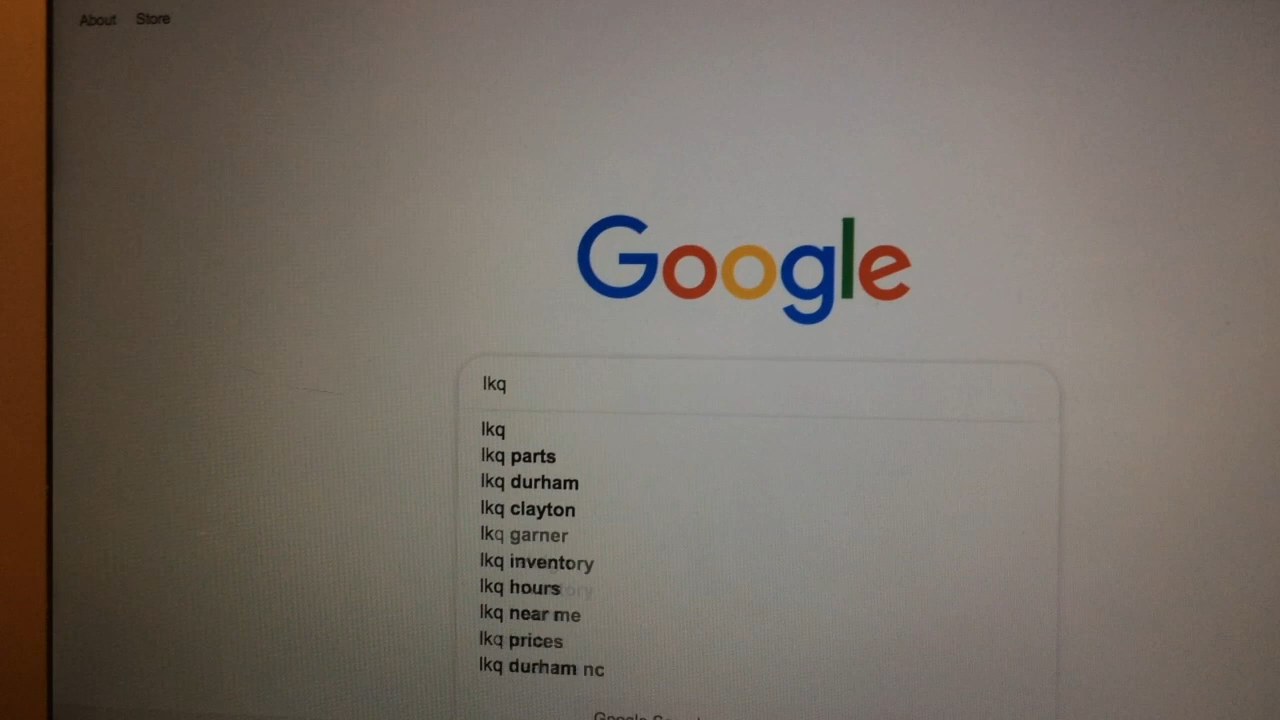 About Store
Google
lkq
lkq
lkq parts
lkq durham
lkq clayton
lkq garner
lkq inventory
lkq hours
lkq near me
lkq prices
lkq durham nc
Google